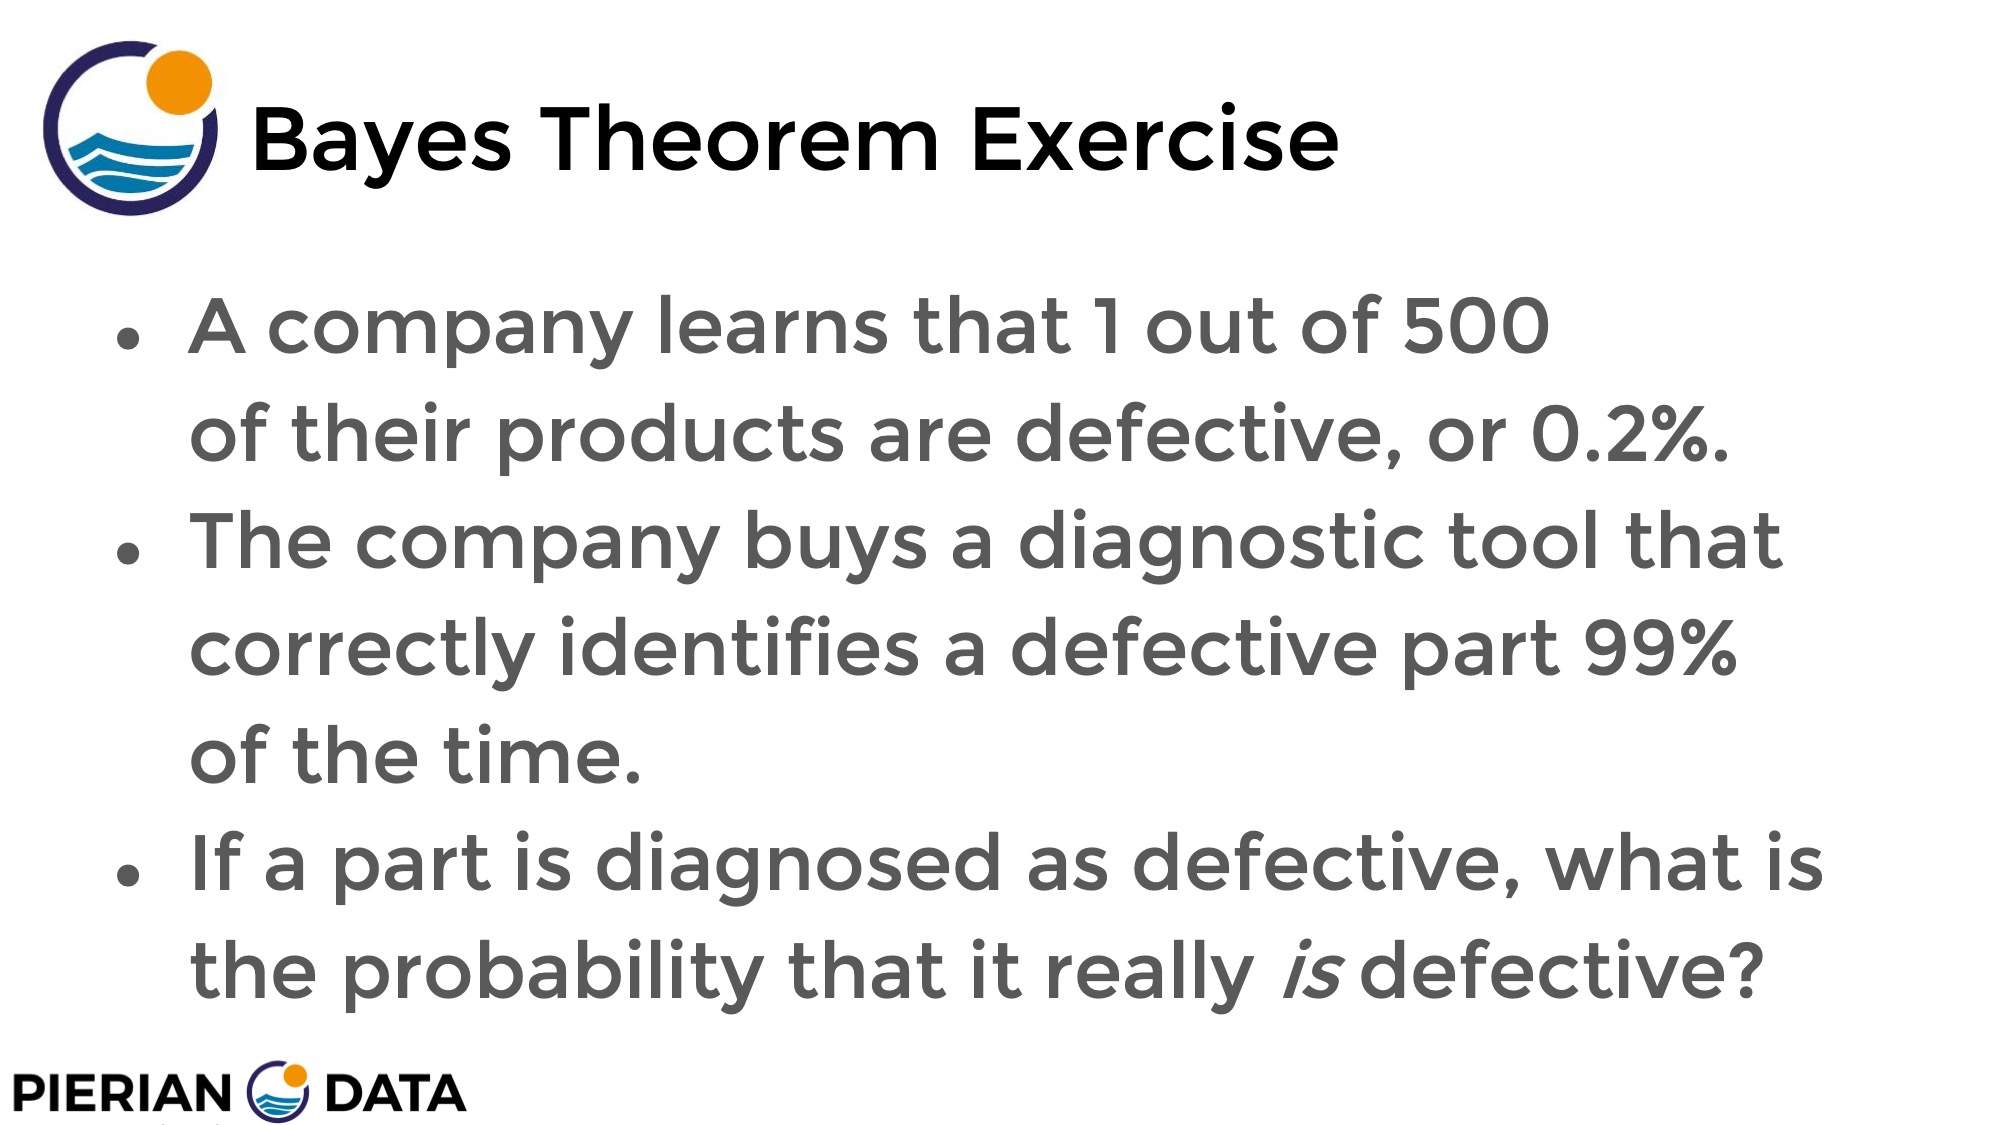 Bayes Theorem Exercise
• A company learns that 1 out of 500
of their products are defective, or 0.2%.
• The company buys a diagnostic tool that
correctly identifies a defective part 99%
of the time.
• If a part is diagnosed as defective, what is
the probability that it really is defective?
PIERIAN DATA